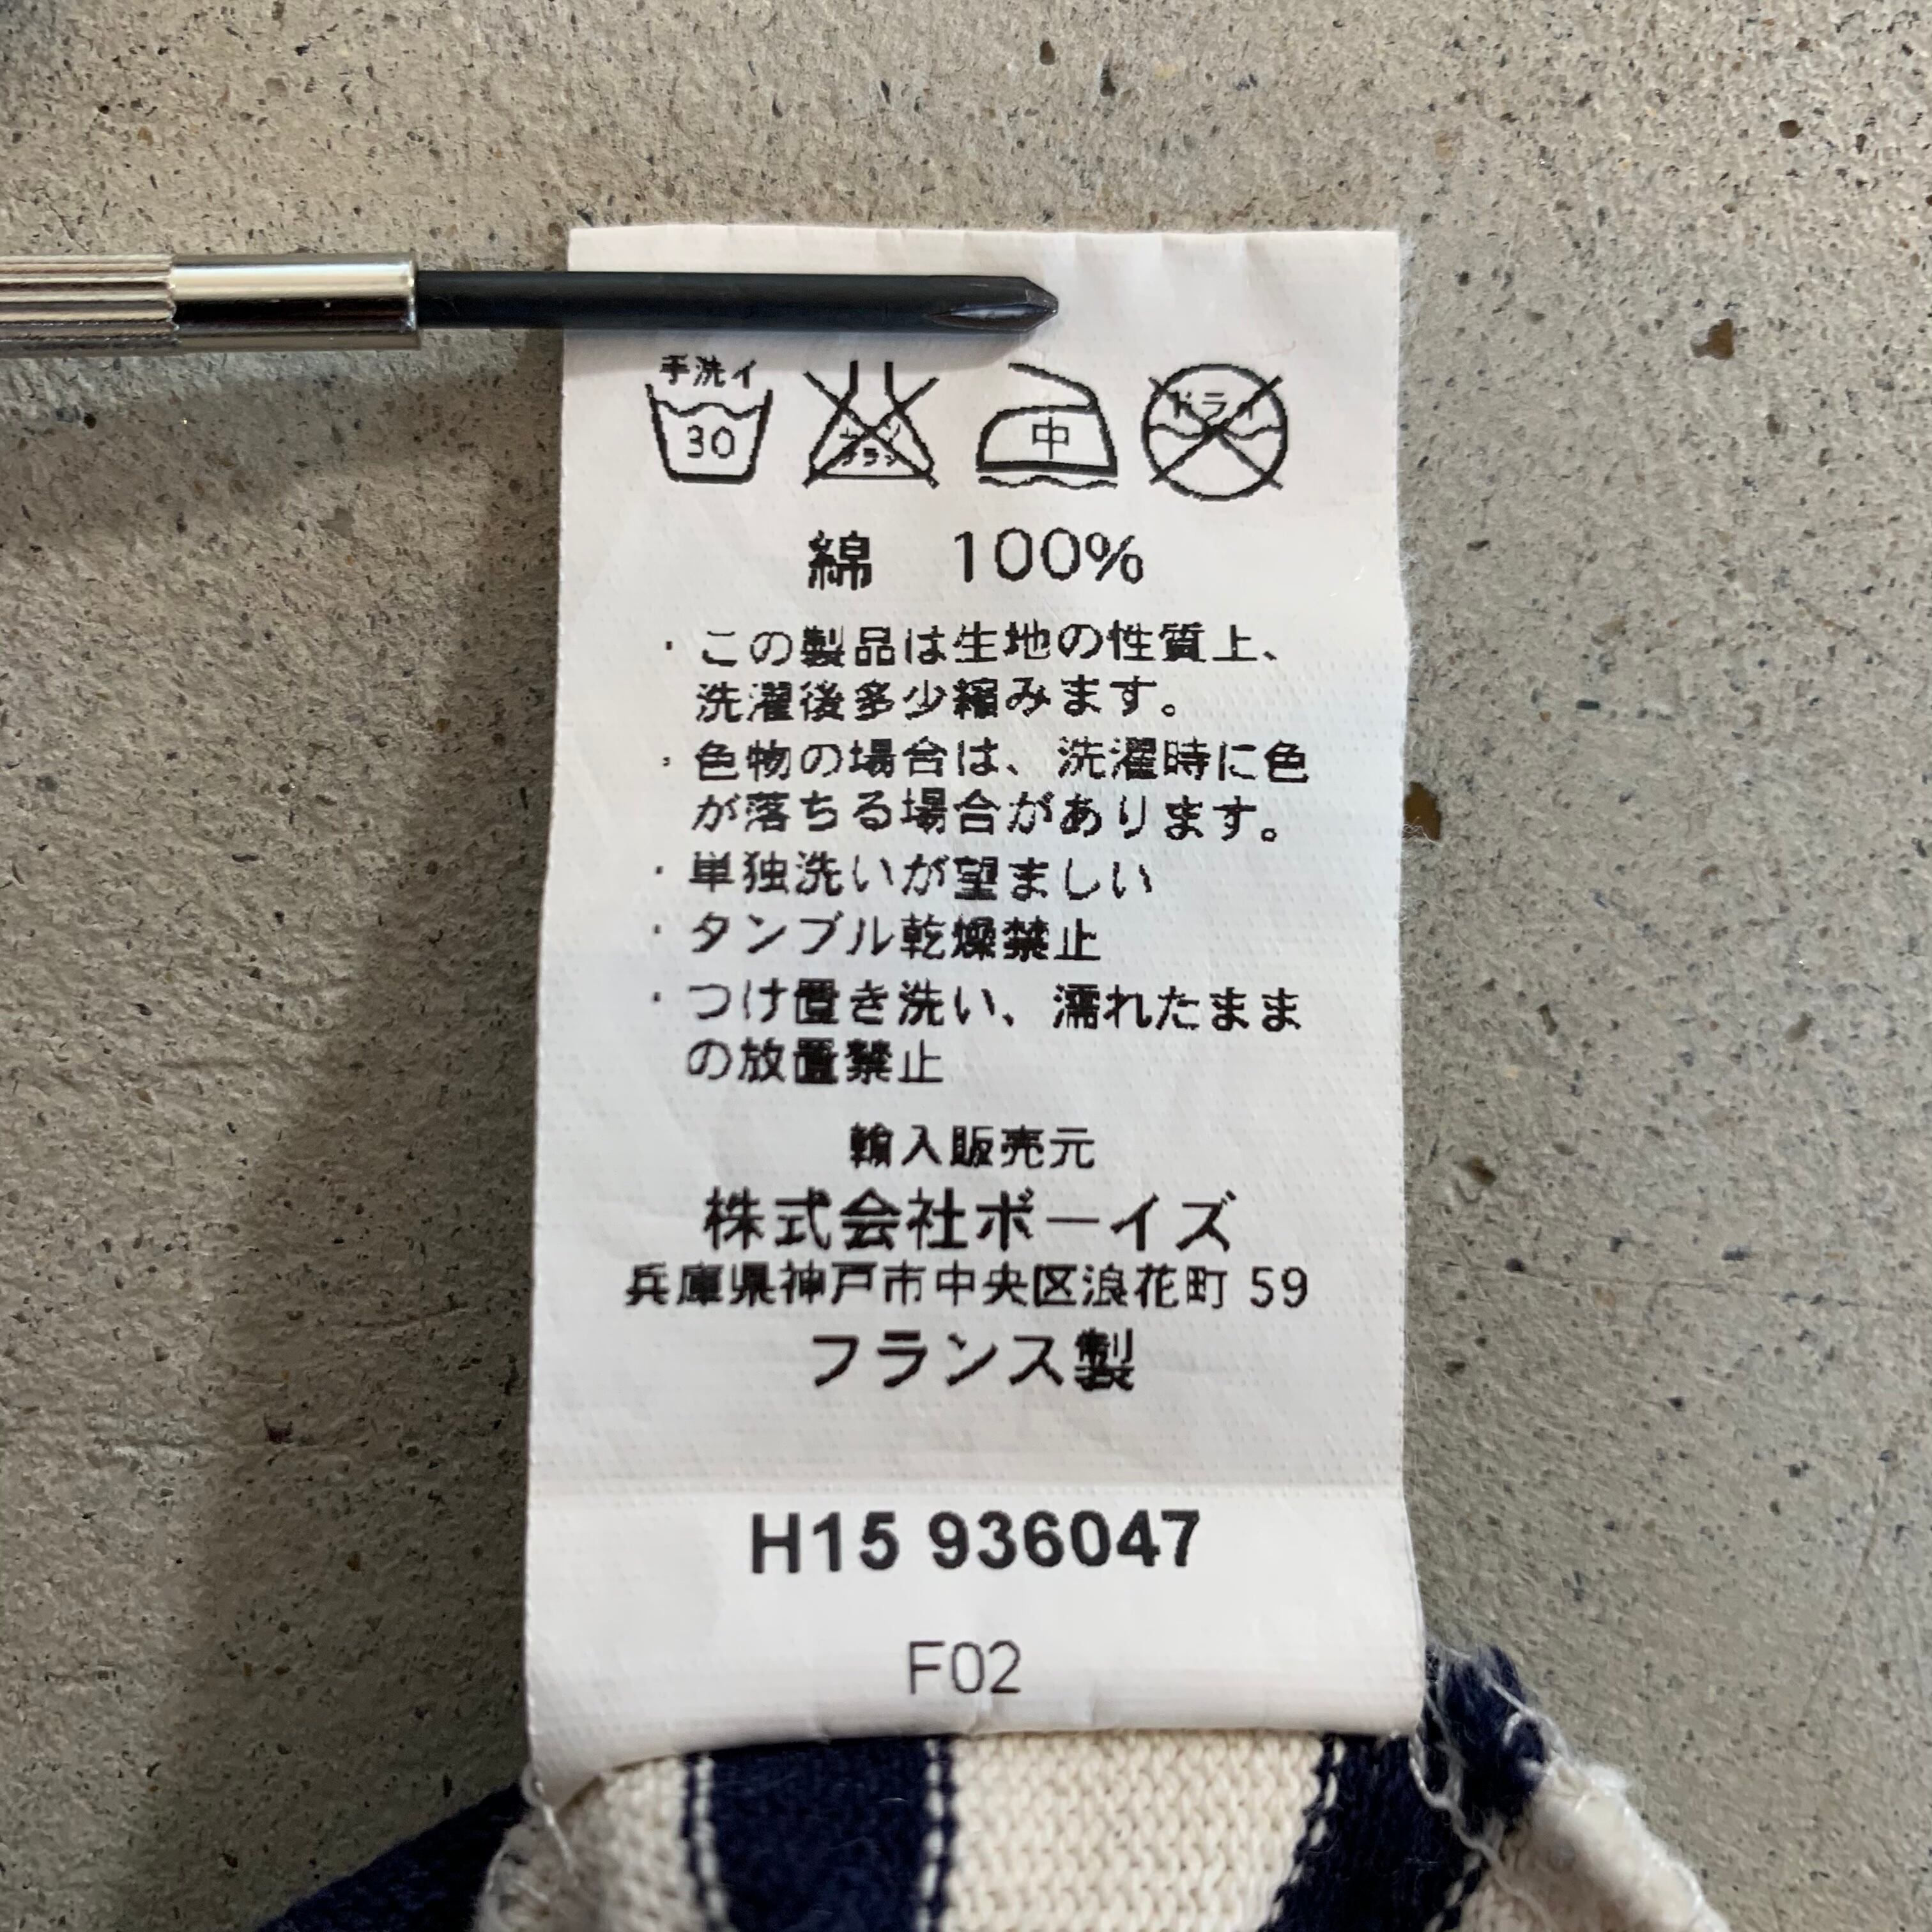 手洗イ
30
中
ドライ
綿 100%
・この製品は生地の性質上、
洗濯後多少縮みます。
・色物の場合は、洗濯時に色
が落ちる場合があります。
・単独洗いが望ましい
・タンブル乾燥禁止
・つけ置き洗い、濡れたまま
の放置禁止
輸入販売元
株式会社ボーイズ
兵庫県神戸市中央区浪花町 59
フランス製
H15 936047
F02